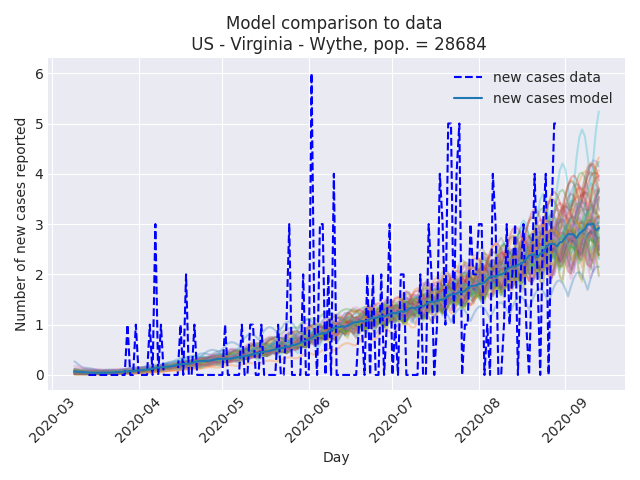 Model comparison to data
US - Virginia - Wythe, pop. = 28684
new cases data
new cases model
Number of new cases reported
6
5
4
3
2
1
0
2020-03
2020-04
2020-05
2020-06
2020-07
2020-08
2020-09
Day